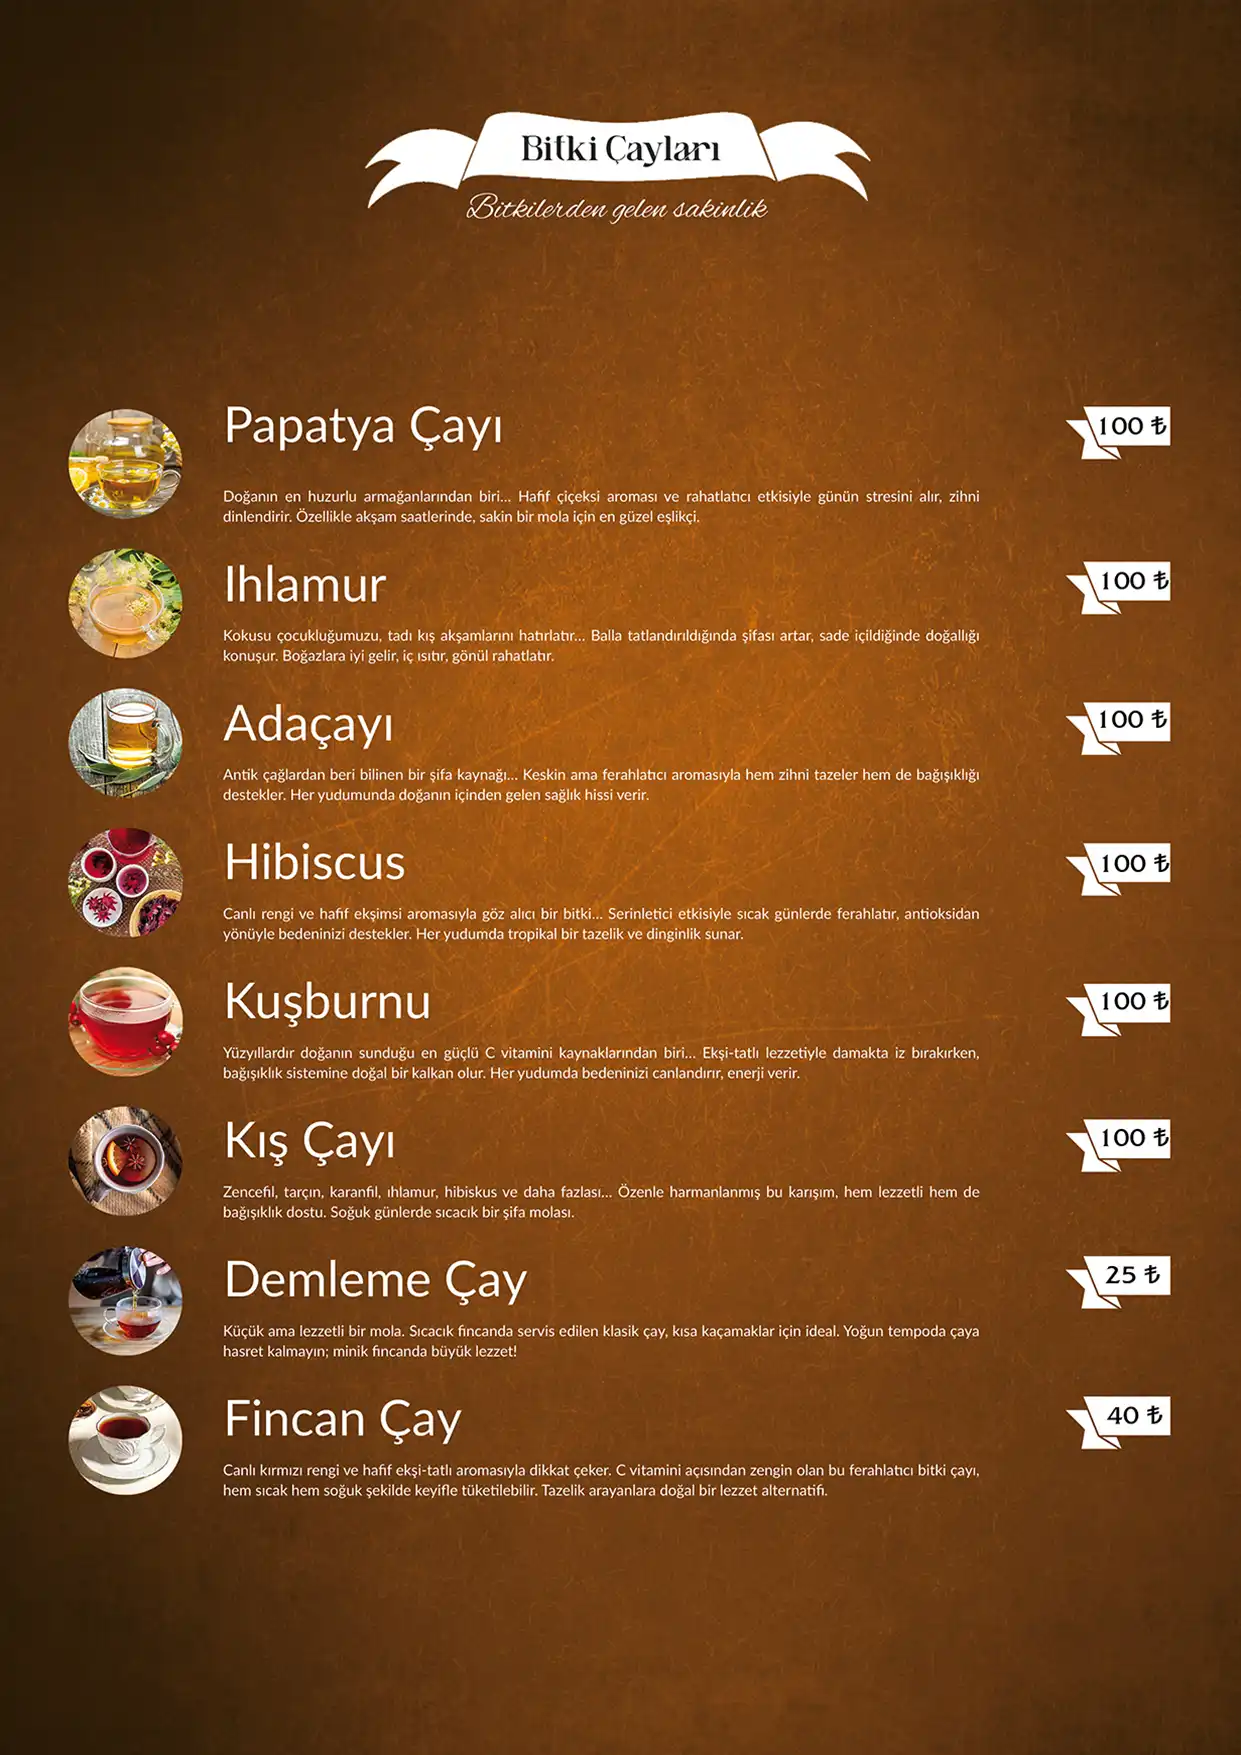 Bitki Çayları
Bitkilerden gelen sakinlik
Papatya Çayı
100 ₺
Doğanın en huzurlu armağanlarından biri... Hafif çiçeksi aroması ve rahatlatıcı etkisiyle günün stresini alır, zihni
dinlendirir. Özellikle akşam saatlerinde, sakin bir mola için en güzel eşlikçi.
Ihlamur
100 ₺
Kokusu çocukluğumuzu, tadı kış akşamlarını hatırlatır... Balla tatlandırıldığında şifası artar, sade içildiğinde doğallığı
konuşur. Boğazlara iyi gelir, iç ısıtır, gönül rahatlatır.
Adaçayı
100 ₺
Antik çağlardan beri bilinen bir şifa kaynağı... Keskin ama ferahlatıcı aromasıyla hem zihni tazeler hem de bağışıklığı
destekler. Her yudumunda doğanın içinden gelen sağlık hissi verir.
Hibiscus
100 ₺
Canlı rengi ve hafif ekşimsi aromasıyla göz alıcı bir bitki... Serinletici etkisiyle sıcak günlerde ferahlatır, antioksidan
yönüyle bedeninizi destekler. Her yudumda tropikal bir tazelik ve dinginlik sunar.
Kuşburnu
100 ₺
Yüzyıllardır doğanın sunduğu en güçlü C vitamini kaynaklarından biri... Ekşi-tatlı lezzetiyle damakta iz bırakırken,
bağışıklık sistemine doğal bir kalkan olur. Her yudumda bedeninizi canlandırır, enerji verir.
Kış Çayı
100 ₺
Zencefil, tarçın, karanfil, ıhlamur, hibiskus ve daha fazlası... Özenle harmanlanmış bu karışım, hem lezzetli hem de
bağışıklık dostu. Soğuk günlerde sıcacık bir şifa molası.
Demleme Çay
25 ₺
Küçük ama lezzetli bir mola. Sıcacık fincanda servis edilen klasik çay, kısa kaçamaklar için ideal. Yoğun tempoda çaya
hasret kalmayın; minik fincanda büyük lezzet!
Fincan Çay
40 ₺
Canlı kırmızı rengi ve hafif ekşi-tatlı aromasıyla dikkat çeker. C vitamini açısından zengin olan bu ferahlatıcı bitki çayı,
hem sıcak hem soğuk şekilde keyifle tüketilebilir. Tazelik arayanlara doğal bir lezzet alternatifi.